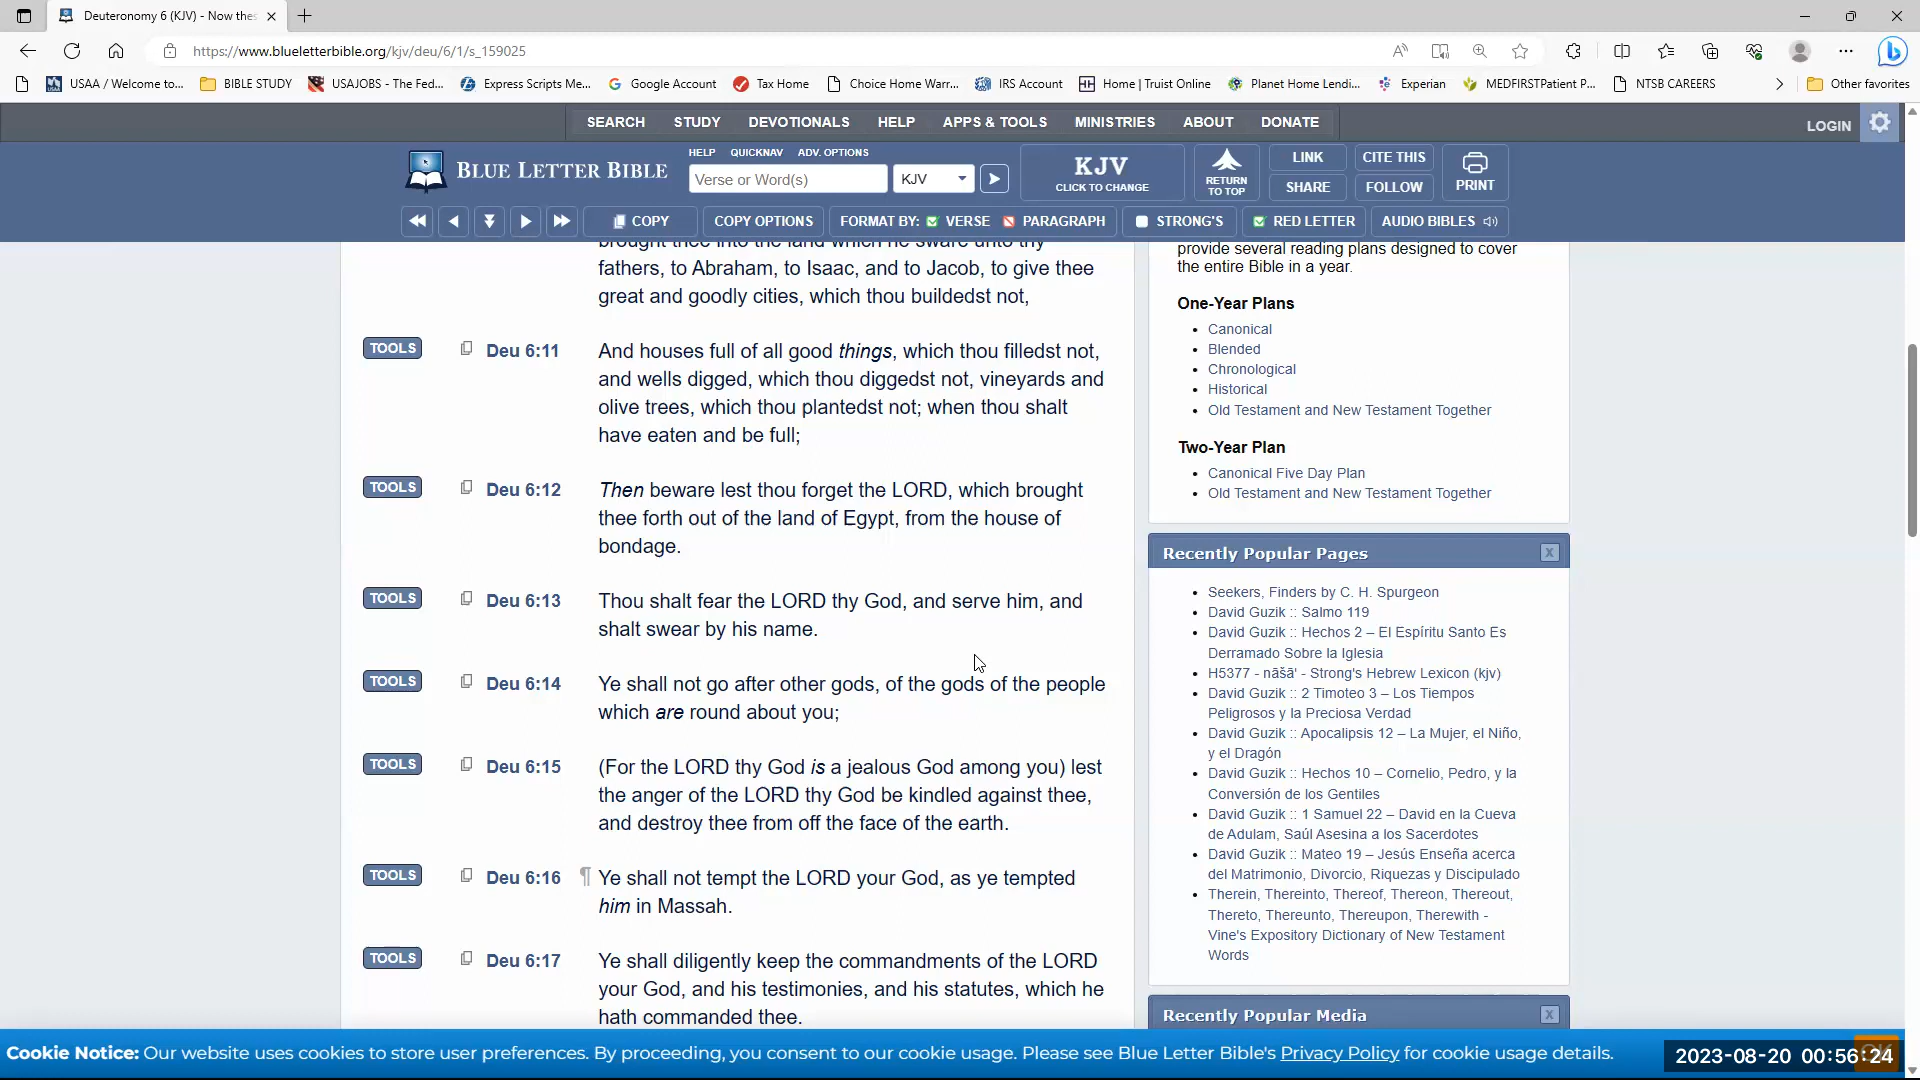 Deuteronomy 6 (KJV) - Now thes
https://www.blueletterbible.org/kjv/deu/6/1/s_159025
USAA / Welcome to...
BIBLE STUDY
USAJOBS - The Fed...
Express Scripts Me...
Google Account
Tax Home
Choice Home Warr...
IRS Account
Home | Truist Online
Planet Home Lendi...
Experian
MEDFIRSTPatient P...
NTSB CAREERS
Other favorites
SEARCH STUDY DEVOTIONALS HELP APPS & TOOLS MINISTRIES ABOUT DONATE
LOGIN
BLUE LETTER BIBLE
HELP QUICKNAV ADV. OPTIONS
Verse or Word(s)
KJV
KJV
CLICK TO CHANGE
RETURN
TO TOP
LINK
CITE THIS
SHARE
FOLLOW
PRINT
COPY
COPY OPTIONS
FORMAT BY: VERSE PARAGRAPH
STRONG'S
RED LETTER
AUDIO BIBLES
brought thee into the land which he sware unto thy
fathers, to Abraham, to Isaac, and to Jacob, to give thee
great and goodly cities, which thou buildedst not,
TOOLS Deu 6:11 And houses full of all good things, which thou filledst not,
and wells digged, which thou diggedst not, vineyards and
olive trees, which thou plantedst not; when thou shalt
have eaten and be full;
TOOLS Deu 6:12 Then beware lest thou forget the LORD, which brought
thee forth out of the land of Egypt, from the house of
bondage.
TOOLS Deu 6:13 Thou shalt fear the LORD thy God, and serve him, and
shalt swear by his name.
TOOLS Deu 6:14 Ye shall not go after other gods, of the gods of the people
which are round about you;
TOOLS Deu 6:15 (For the LORD thy God is a jealous God among you) lest
the anger of the LORD thy God be kindled against thee,
and destroy thee from off the face of the earth.
TOOLS Deu 6:16 ¶ Ye shall not tempt the LORD your God, as ye tempted
him in Massah.
TOOLS Deu 6:17 Ye shall diligently keep the commandments of the LORD
your God, and his testimonies, and his statutes, which he
hath commanded thee.
provide several reading plans designed to cover
the entire Bible in a year.
One-Year Plans
• Canonical
• Blended
• Chronological
• Historical
• Old Testament and New Testament Together
Two-Year Plan
• Canonical Five Day Plan
• Old Testament and New Testament Together
Recently Popular Pages
X
• Seekers, Finders by C. H. Spurgeon
• David Guzik :: Salmo 119
• David Guzik :: Hechos 2 – El Espíritu Santo Es
Derramado Sobre la Iglesia
• H5377 - nāšā' - Strong's Hebrew Lexicon (kjv)
• David Guzik :: 2 Timoteo 3 – Los Tiempos
Peligrosos y la Preciosa Verdad
• David Guzik :: Apocalipsis 12 – La Mujer, el Niño,
y el Dragón
• David Guzik :: Hechos 10 – Cornelio, Pedro, y la
Conversión de los Gentiles
• David Guzik :: 1 Samuel 22 – David en la Cueva
de Adulam, Saúl Asesina a los Sacerdotes
• David Guzik :: Mateo 19 – Jesús Enseña acerca
del Matrimonio, Divorcio, Riquezas y Discipulado
• Therein, Thereinto, Thereof, Thereon, Thereout,
Thereto, Thereunto, Thereupon, Therewith -
Vine's Expository Dictionary of New Testament
Words
Recently Popular Media
X
Cookie Notice: Our website uses cookies to store user preferences. By proceeding, you consent to our cookie usage. Please see Blue Letter Bible's Privacy Policy for cookie usage details.
2023-08-20 00:56:24